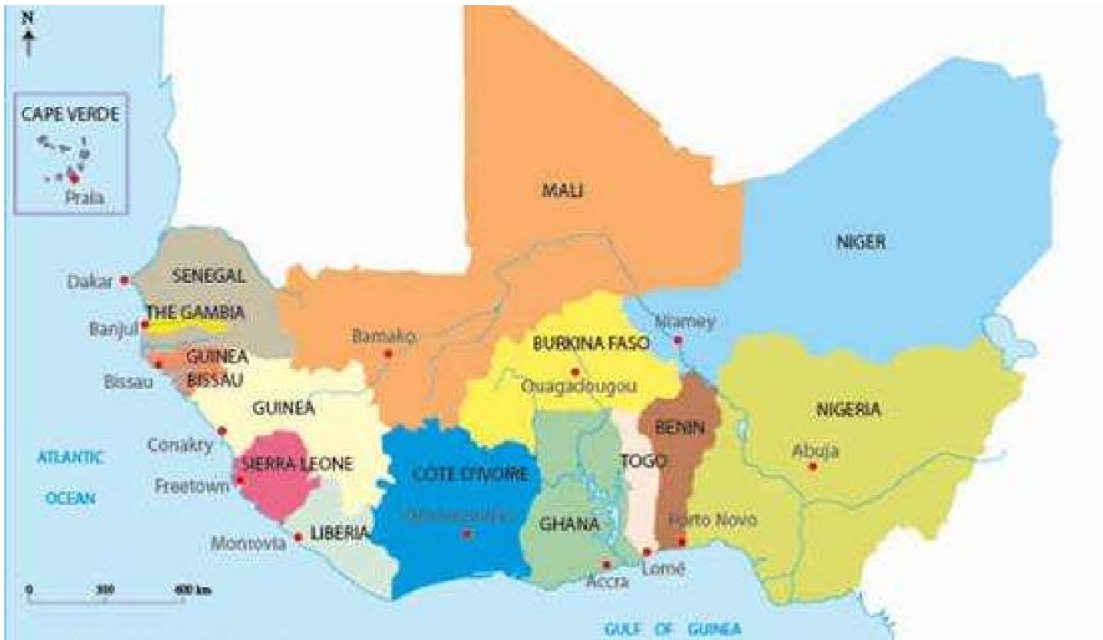 N
CAPE VERDE
Praia
MALI
NIGER
Dakar
SENEGAL
THE GAMBIA
Banjul
Bamako
Niamey
BURKINA FASO
GUINEA
BISSAU
Bissau
Ouagadougou
GUINEA
NIGERIA
BENIN
Conakry
ATLANTIC
OCEAN
SIERRA LEONE
TOGO
Abuja
CÔTE D'IVOIRE
Freetown
GHANA
Porto Novo
LIBERIA
Monrovia
Lomé
Accra
0 300 600 km
GULF OF GUINEA